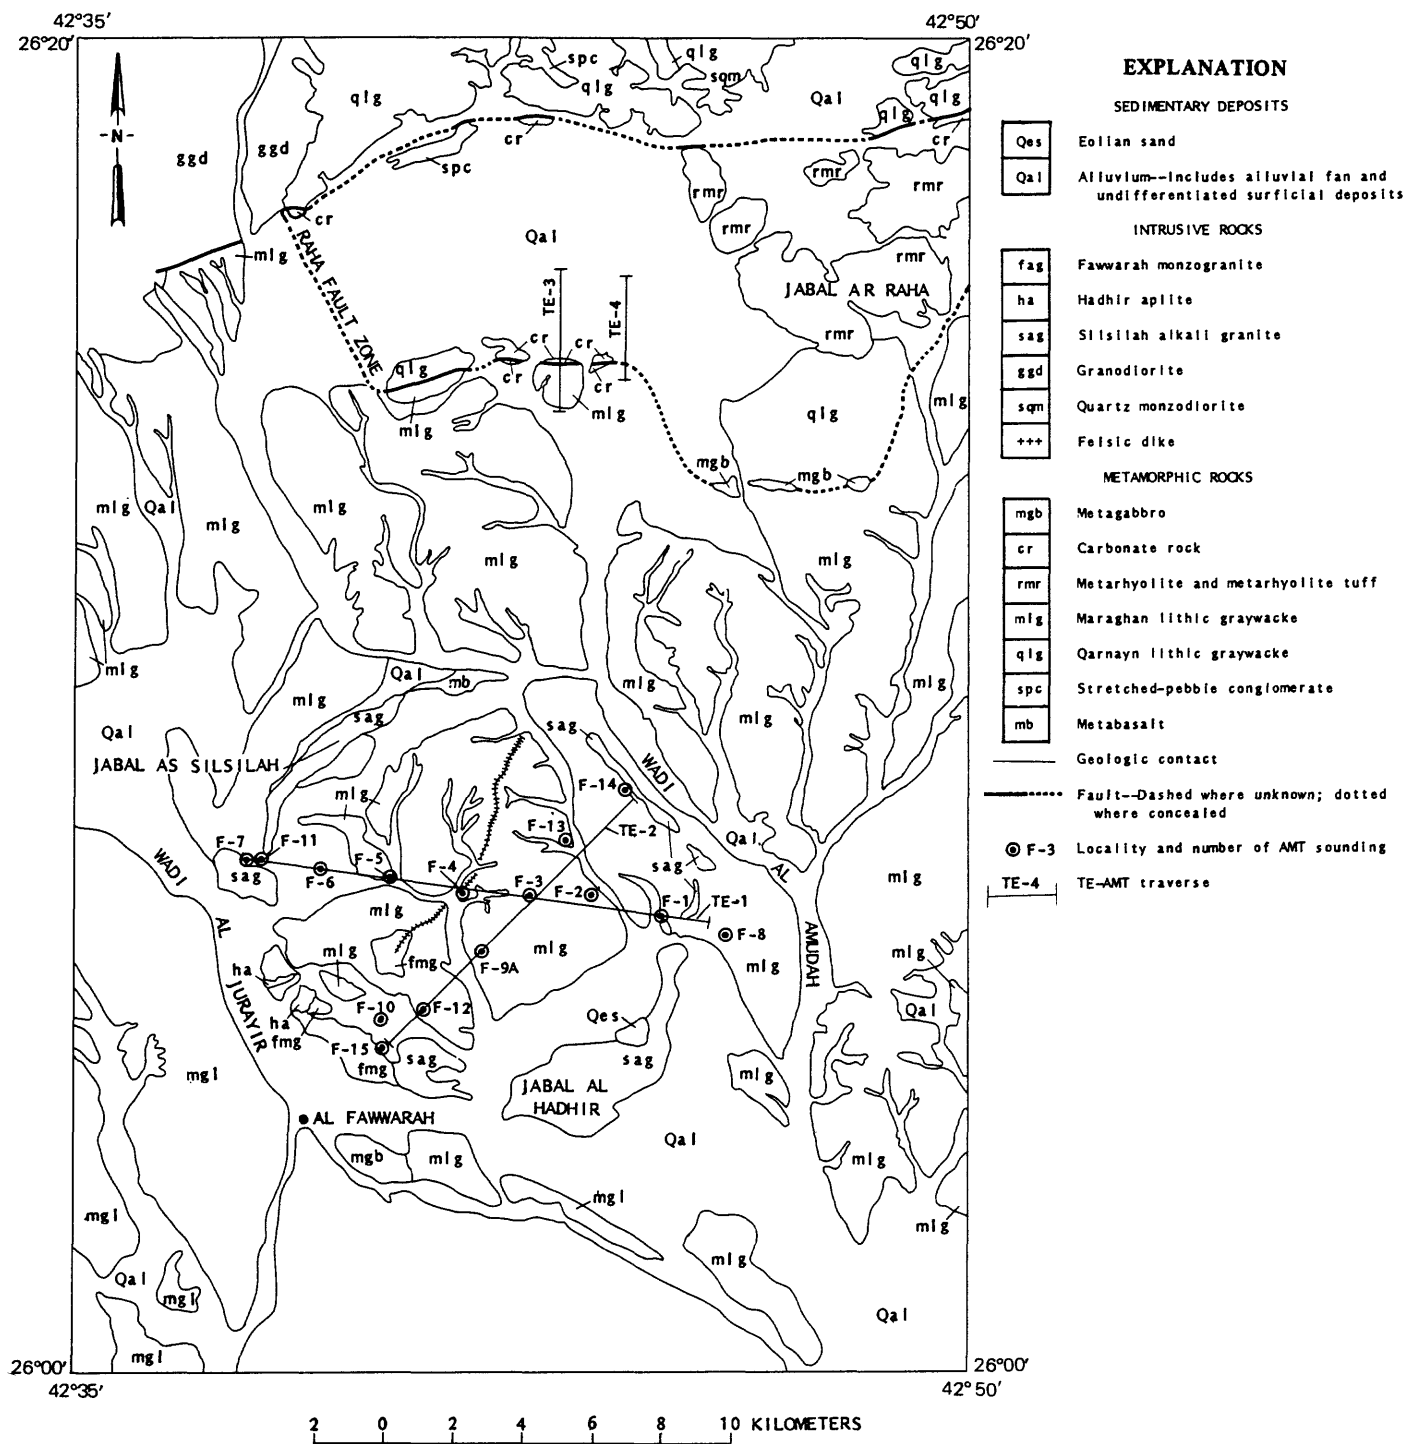 42°35′ 42°50′
26°20′ 26°20′
spc qlg qlg
qlg qlg sqm Qal qlg qlg
-N-
ggd ggd cr cr
spc rmr rmr rmr
cr rmr
mlg Qal rmr
RAHA FAULT ZONE
TE-3 TE-4 JABAL AR RAHA
cr cr cr rmr
qlg cr cr
mlg mlg qlg mlg
mgb mgb
mlg Qal mlg mlg
mlg mlg
mlg Qal mb mlg mlg
mlg
sag sag mlg
Qal
JABAL AS SILSILAH WADI
mlg F-14
F-13 TE-2 Qal
F-7 F-11 F-5 F-4 sag AL
WADI sag F-6 F-3 F-2 mlg
F-1 TE-1
mlg F-8
AL mlg fmg mlg mlg AMUDAH mlg
ha F-9A
JURAYIR F-10 F-12 Qes Qal
ha
fmg F-15 sag sag
mgl fmg mlg
JABAL AL
HADHIR
AL FAWWARAH
Qal
mgb mlg mlg
mgl
mgl mlg
mlg
Qal
mgl Qal
mgl
26°00′ 26°00′
42°35′ 42°50′
2 0 2 4 6 8 10 KILOMETERS
EXPLANATION
SEDIMENTARY DEPOSITS
Qes Eolian sand
Qal Alluvium--Includes alluvial fan and
undifferentiated surficial deposits
INTRUSIVE ROCKS
fag Fawwarah monzogranite
ha Hadhir aplite
sag Silsilah alkali granite
ggd Granodiorite
sqm Quartz monzodiorite
+++ Felsic dike
METAMORPHIC ROCKS
mgb Metagabbro
cr Carbonate rock
rmr Metarhyolite and metarhyolite tuff
mlg Maraghan lithic graywacke
qlg Qarnayn lithic graywacke
spc Stretched-pebble conglomerate
mb Metabasalt
Geologic contact
Fault--Dashed where unknown; dotted
where concealed
F-3 Locality and number of AMT sounding
TE-4 TE-AMT traverse